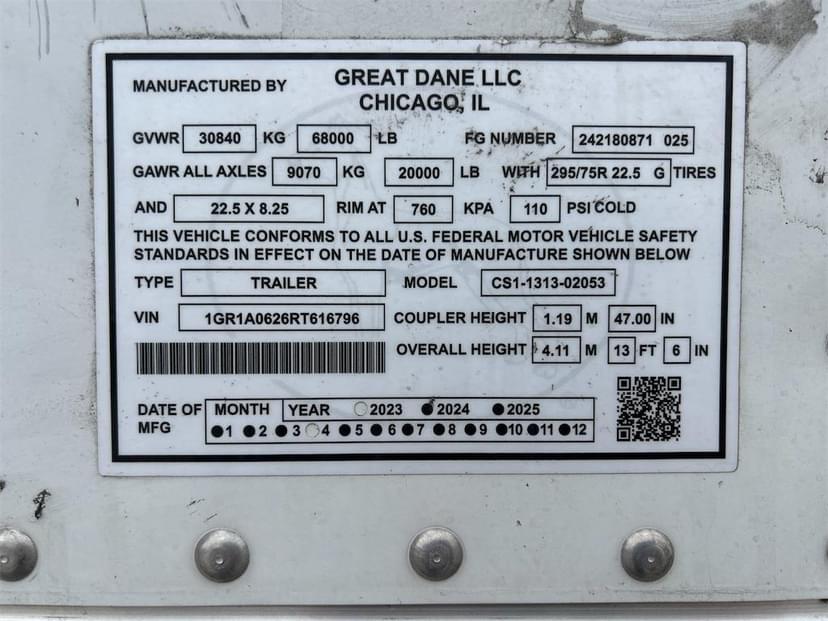 MANUFACTURED BY GREAT DANE LLC
CHICAGO, IL
GVWR 30840 KG 68000 LB FG NUMBER 242180871 025
GAWR ALL AXLES 9070 KG 20000 LB WITH 295/75R 22.5 G TIRES
AND 22.5 X 8.25 RIM AT 760 KPA 110 PSI COLD
THIS VEHICLE CONFORMS TO ALL U.S. FEDERAL MOTOR VEHICLE SAFETY
STANDARDS IN EFFECT ON THE DATE OF MANUFACTURE SHOWN BELOW
TYPE TRAILER MODEL CS1-1313-02053
VIN 1GR1A0626RT616796 COUPLER HEIGHT 1.19 M 47.00 IN
OVERALL HEIGHT 4.11 M 13 FT 6 IN
DATE OF MFG
MONTH YEAR 2023 2024 2025
1 2 3 4 5 6 7 8 9 10 11 12